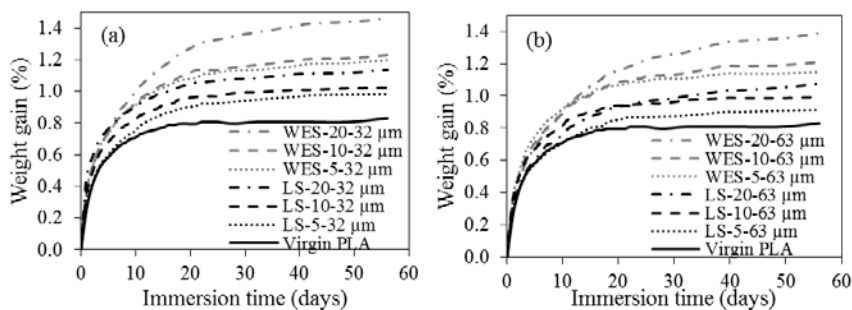 (a)
Weight gain (%)
1.4
1.2
1.0
0.8
0.6
0.4
0.2
0.0
WES-20-32 µm
WES-10-32 µm
WES-5-32 µm
LS-20-32 µm
LS-10-32 µm
LS-5-32 µm
Virgin PLA
0 10 20 30 40 50 60
Immersion time (days)
(b)
Weight gain (%)
1.4
1.2
1.0
0.8
0.6
0.4
0.2
0.0
WES-20-63 µm
WES-10-63 µm
WES-5-63 µm
LS-20-63 µm
LS-10-63 µm
LS-5-63 µm
Virgin PLA
0 10 20 30 40 50 60
Immersion time (days)